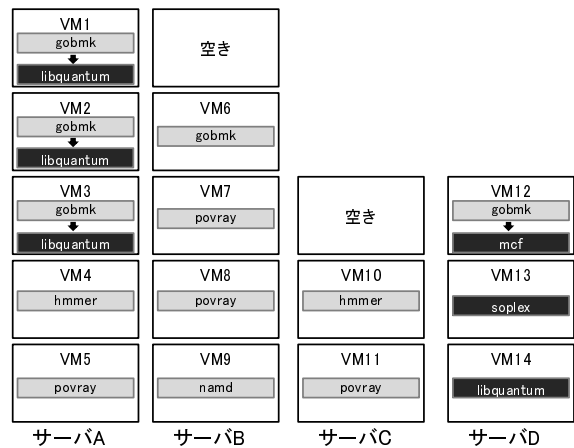 VM1
gobmk
libquantum
VM2
gobmk
libquantum
VM3
gobmk
libquantum
VM4
hmmer
VM5
povray
サーバA
空き
VM6
gobmk
VM7
povray
VM8
povray
VM9
namd
サーバB
空き
VM10
hmmer
VM11
povray
サーバC
VM12
gobmk
mcf
VM13
soplex
VM14
libquantum
サーバD